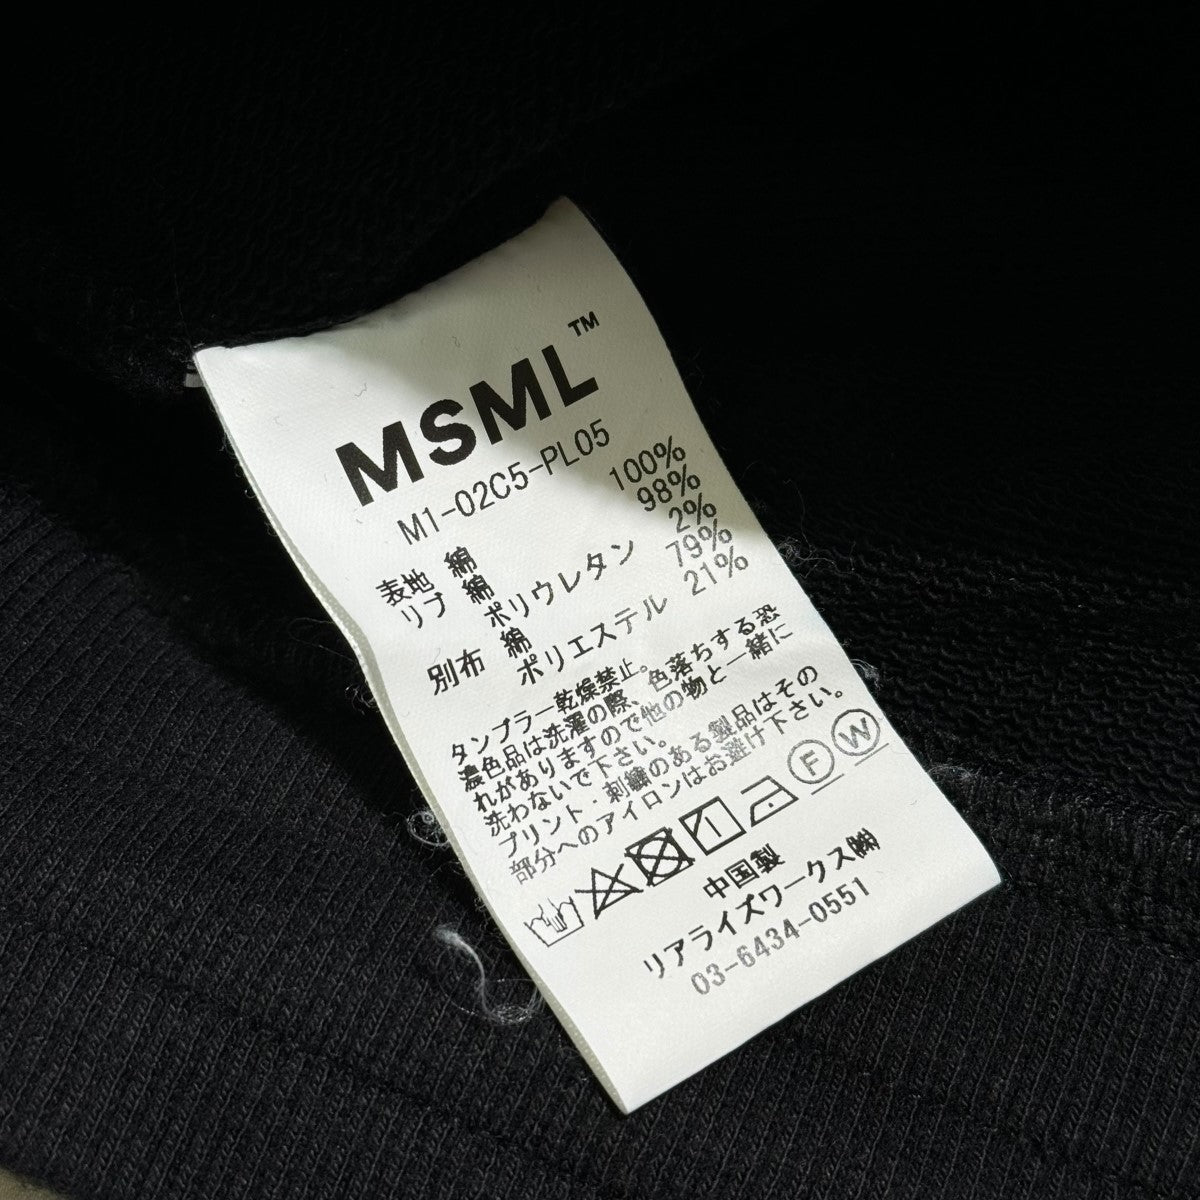 MSML™
M1-02C5-PL05
表地 綿 100%
リブ 綿 98%
ポリウレタン 2%
別布 綿 79%
ポリエステル 21%
タンブラー乾燥禁止。
濃色品は洗濯の際、色落ちする恐
れがありますので他の物と一緒に
洗わないで下さい。
プリント・刺繍のある製品はその
部分へのアイロンはお避け下さい。
F W
中国製
リアライズワークス㈱
03-6434-0551